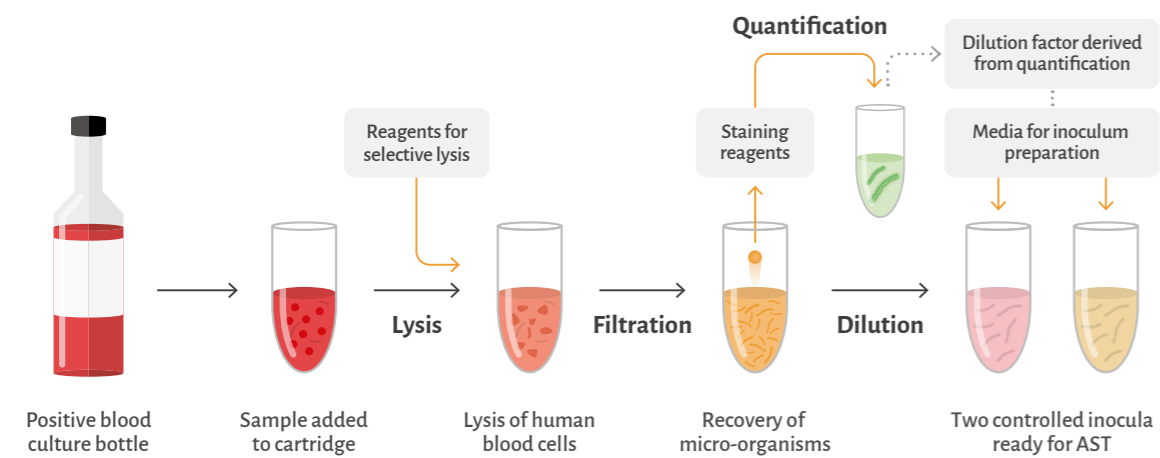 Quantification
Dilution factor derived
from quantification
Reagents for
selective lysis
Staining
reagents
Media for inoculum
preparation
Lysis
Filtration
Dilution
Positive blood
culture bottle
Sample added
to cartridge
Lysis of human
blood cells
Recovery of
micro-organisms
Two controlled inocula
ready for AST